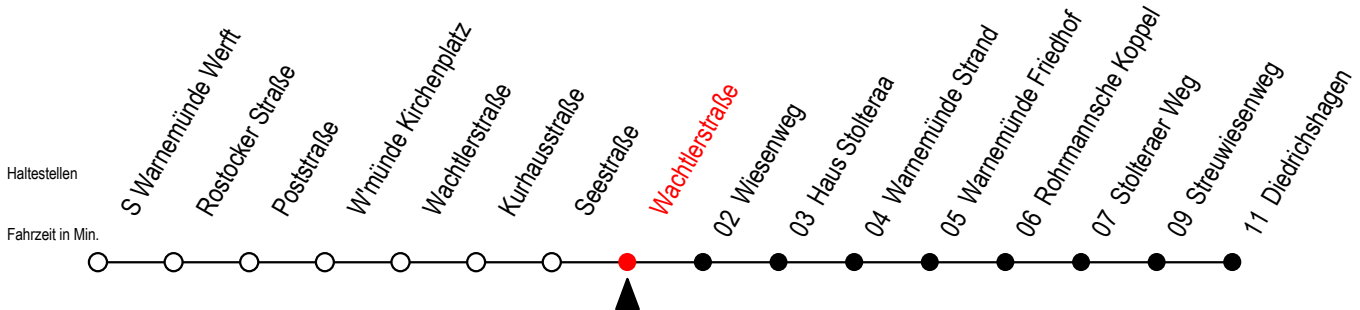 Haltestellen
Fahrzeit in Min.
S Warnemünde Werft
Rostocker Straße
Poststraße
W'münde Kirchenplatz
Wachtlerstraße
Kurhausstraße
Seestraße
Wachtlerstraße
02 Wiesenweg
03 Haus Stolteraa
04 Warnemünde Strand
05 Warnemünde Friedhof
06 Rohrmannsche Koppel
07 Stolteraer Weg
09 Streuwiesenweg
11 Diedrichshagen